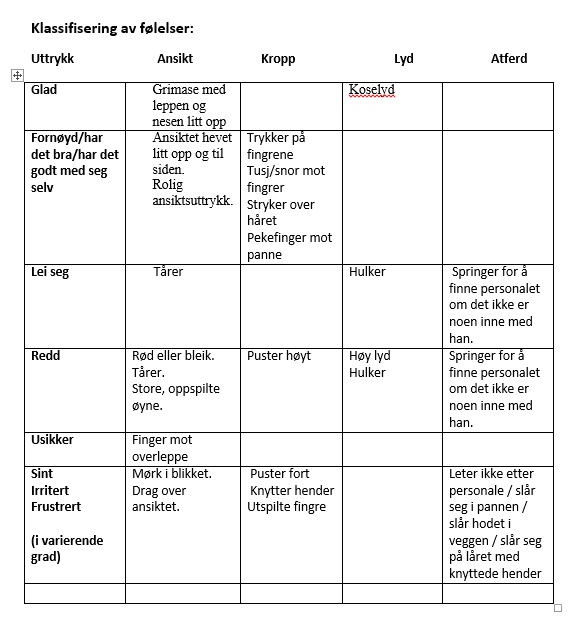 Klassifisering av følelser:
Uttrykk Ansikt Kropp Lyd Atferd
Glad
Grimase med
leppen og
nesen litt opp
Koselyd
Fornøyd/har
det bra/har det
godt med seg
selv
Ansiktet hevet
litt opp og til
siden.
Rolig
ansiktsuttrykk.
Trykker på
fingrene
Tusj/snor mot
fingrer
Stryker over
håret
Pekefinger mot
panne
Lei seg
Tårer
Hulker
Springer for å
finne personalet
om det ikke er
noen inne med
han.
Redd
Rød eller bleik.
Tårer.
Store, oppspilte
øyne.
Puster høyt
Høy lyd
Hulker
Springer for å
finne personalet
om det ikke er
noen inne med
han.
Usikker
Finger mot
overleppe
Sint
Irritert
Frustrert
(i varierende
grad)
Mørk i blikket.
Drag over
ansiktet.
Puster fort
Knytter hender
Utspilte fingre
Leter ikke etter
personale / slår
seg i pannen /
slår hodet i
veggen / slår seg
på låret med
knyttede hender